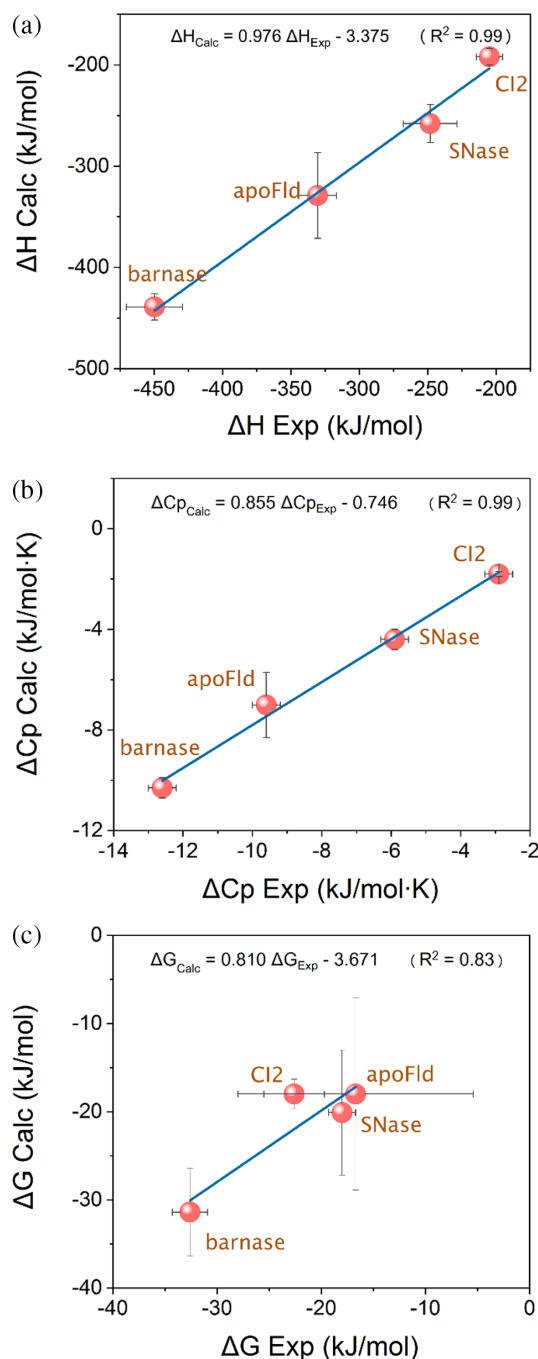 (a)
ΔH_Calc = 0.976 ΔH_Exp - 3.375 ( R² = 0.99)
-200
-300
-400
-500
ΔH Calc (kJ/mol)
CI2
SNase
apoFld
barnase
-450 -400 -350 -300 -250 -200
ΔH Exp (kJ/mol)
(b)
ΔCp_Calc = 0.855 ΔCp_Exp - 0.746 ( R² = 0.99)
0
-4
-8
-12
ΔCp Calc (kJ/mol·K)
CI2
SNase
apoFld
barnase
-14 -12 -10 -8 -6 -4 -2
ΔCp Exp (kJ/mol·K)
(c)
ΔG_Calc = 0.810 ΔG_Exp - 3.671 ( R² = 0.83)
0
-10
-20
-30
-40
ΔG Calc (kJ/mol)
CI2
apoFld
SNase
barnase
-40 -30 -20 -10 0
ΔG Exp (kJ/mol)